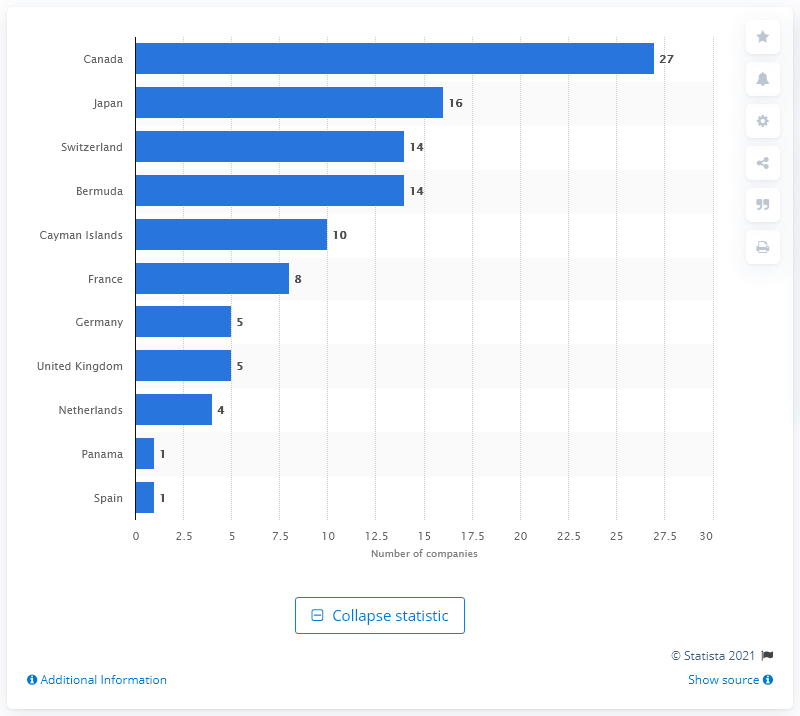 Canada 27
Japan 16
Switzerland 14
Bermuda 14
Cayman Islands 10
France 8
Germany 5
United Kingdom 5
Netherlands 4
Panama 1
Spain 1
0 2.5 5 7.5 10 12.5 15 17.5 20 22.5 25 27.5 30
Number of companies
Collapse statistic
© Statista 2021
Additional Information Show source